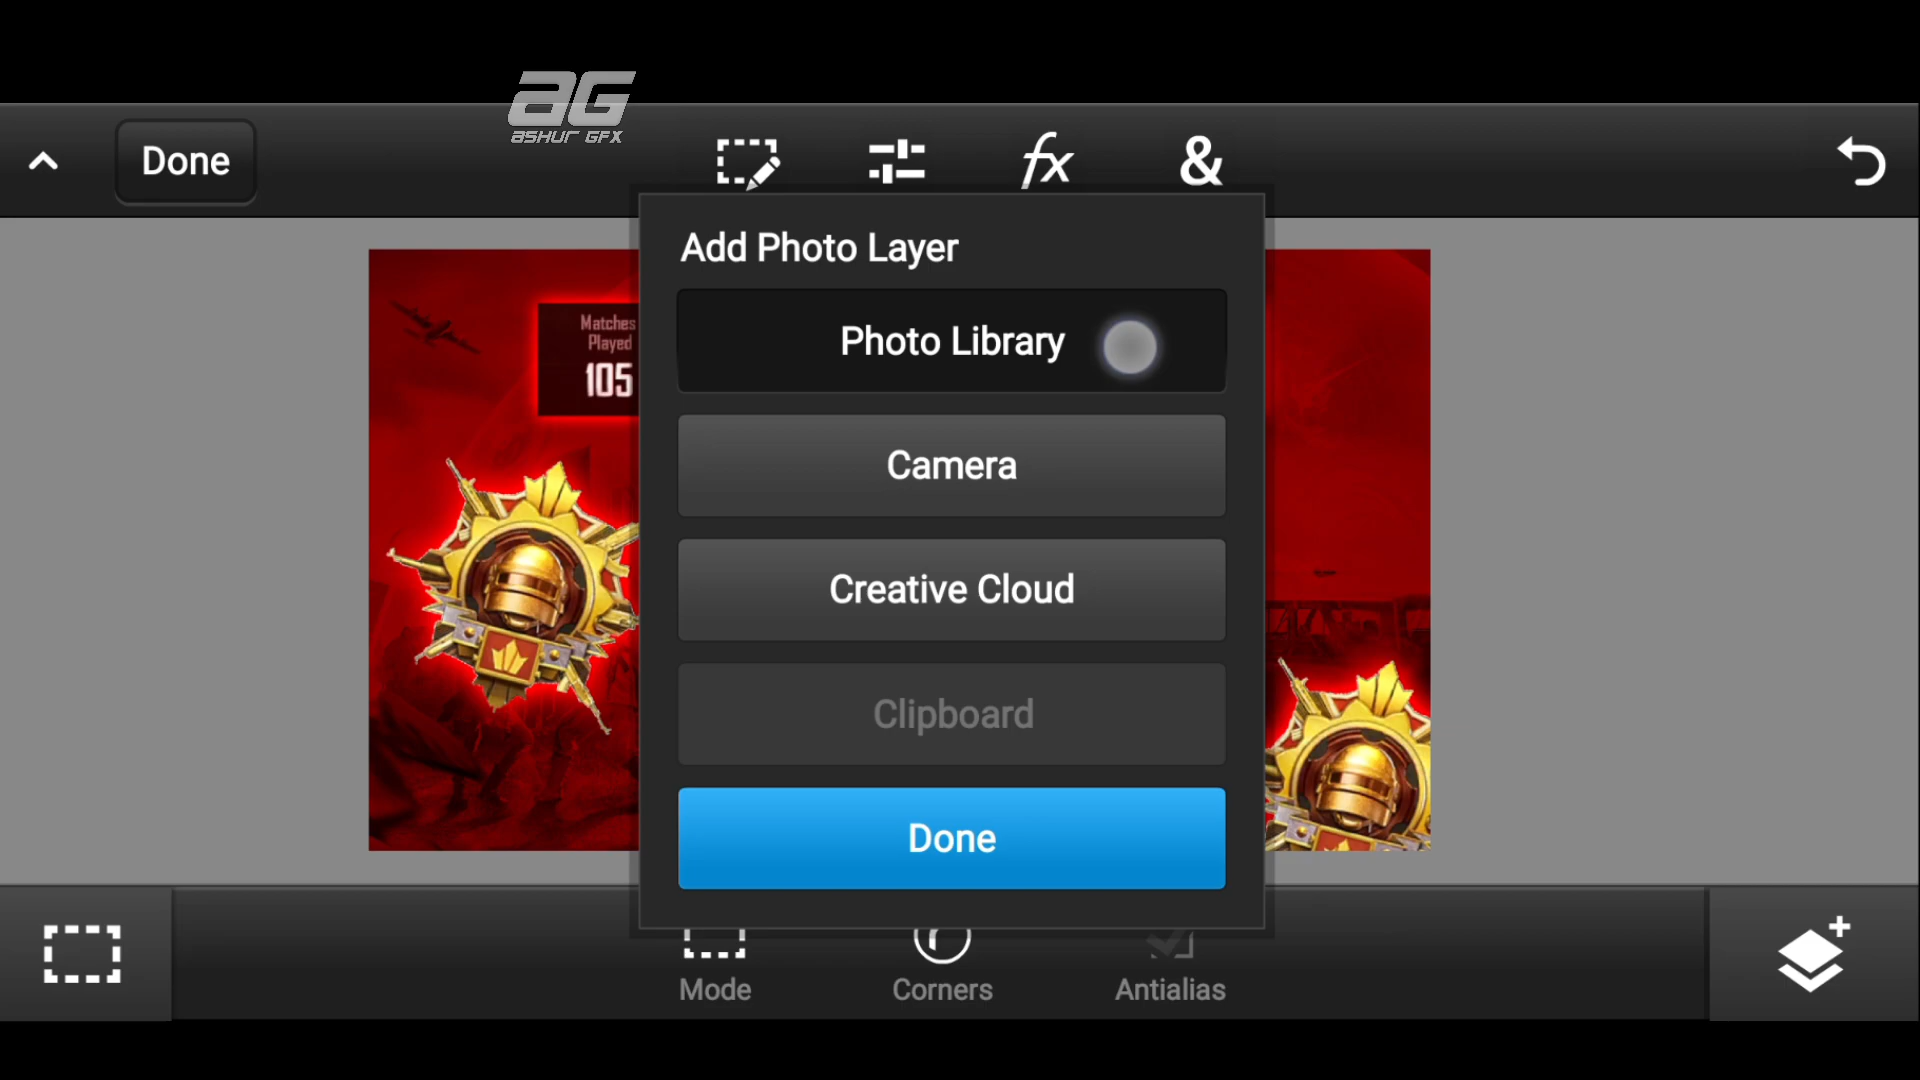 AG
ASHUR GFX
Done
fx
&
Add Photo Layer
Matches
Played
105
Photo Library
Camera
Creative Cloud
Clipboard
Done
Mode
Corners
Antialias